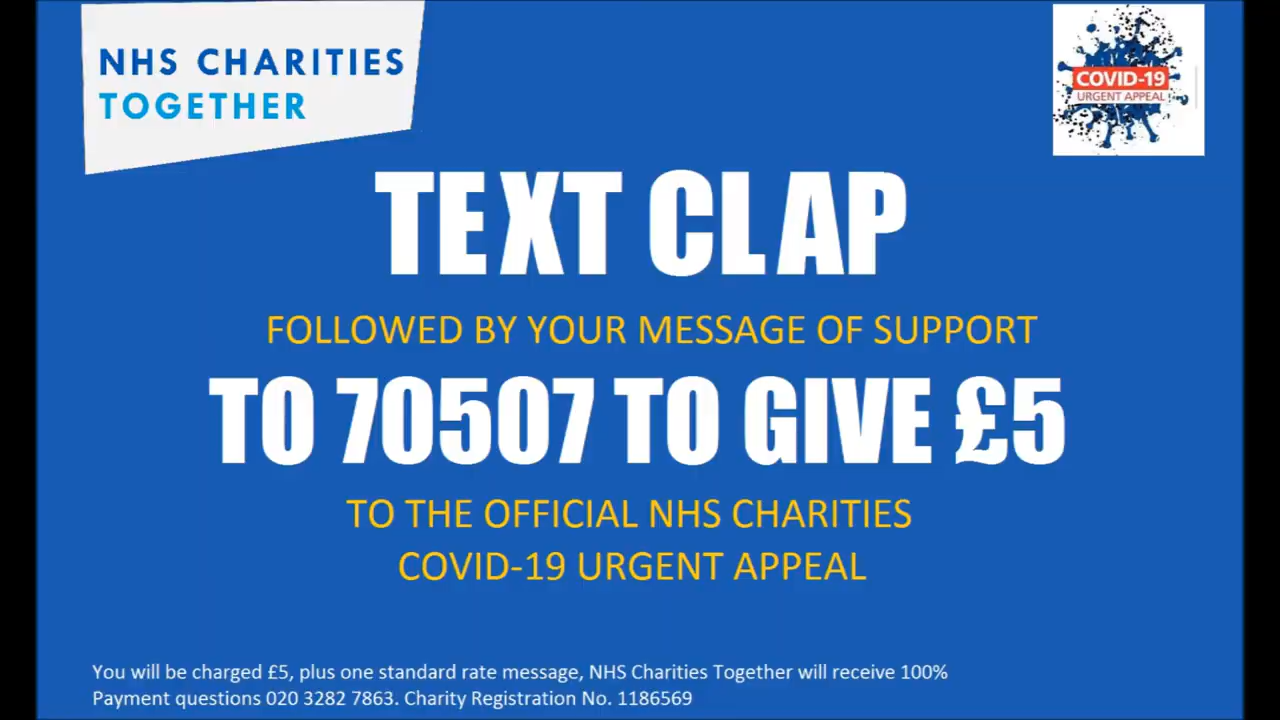 NHS CHARITIES
TOGETHER
COVID-19
URGENT APPEAL
TEXT CLAP
FOLLOWED BY YOUR MESSAGE OF SUPPORT
TO 70507 TO GIVE £5
TO THE OFFICIAL NHS CHARITIES
COVID-19 URGENT APPEAL
You will be charged £5, plus one standard rate message, NHS Charities Together will receive 100%
Payment questions 020 3282 7863. Charity Registration No. 1186569